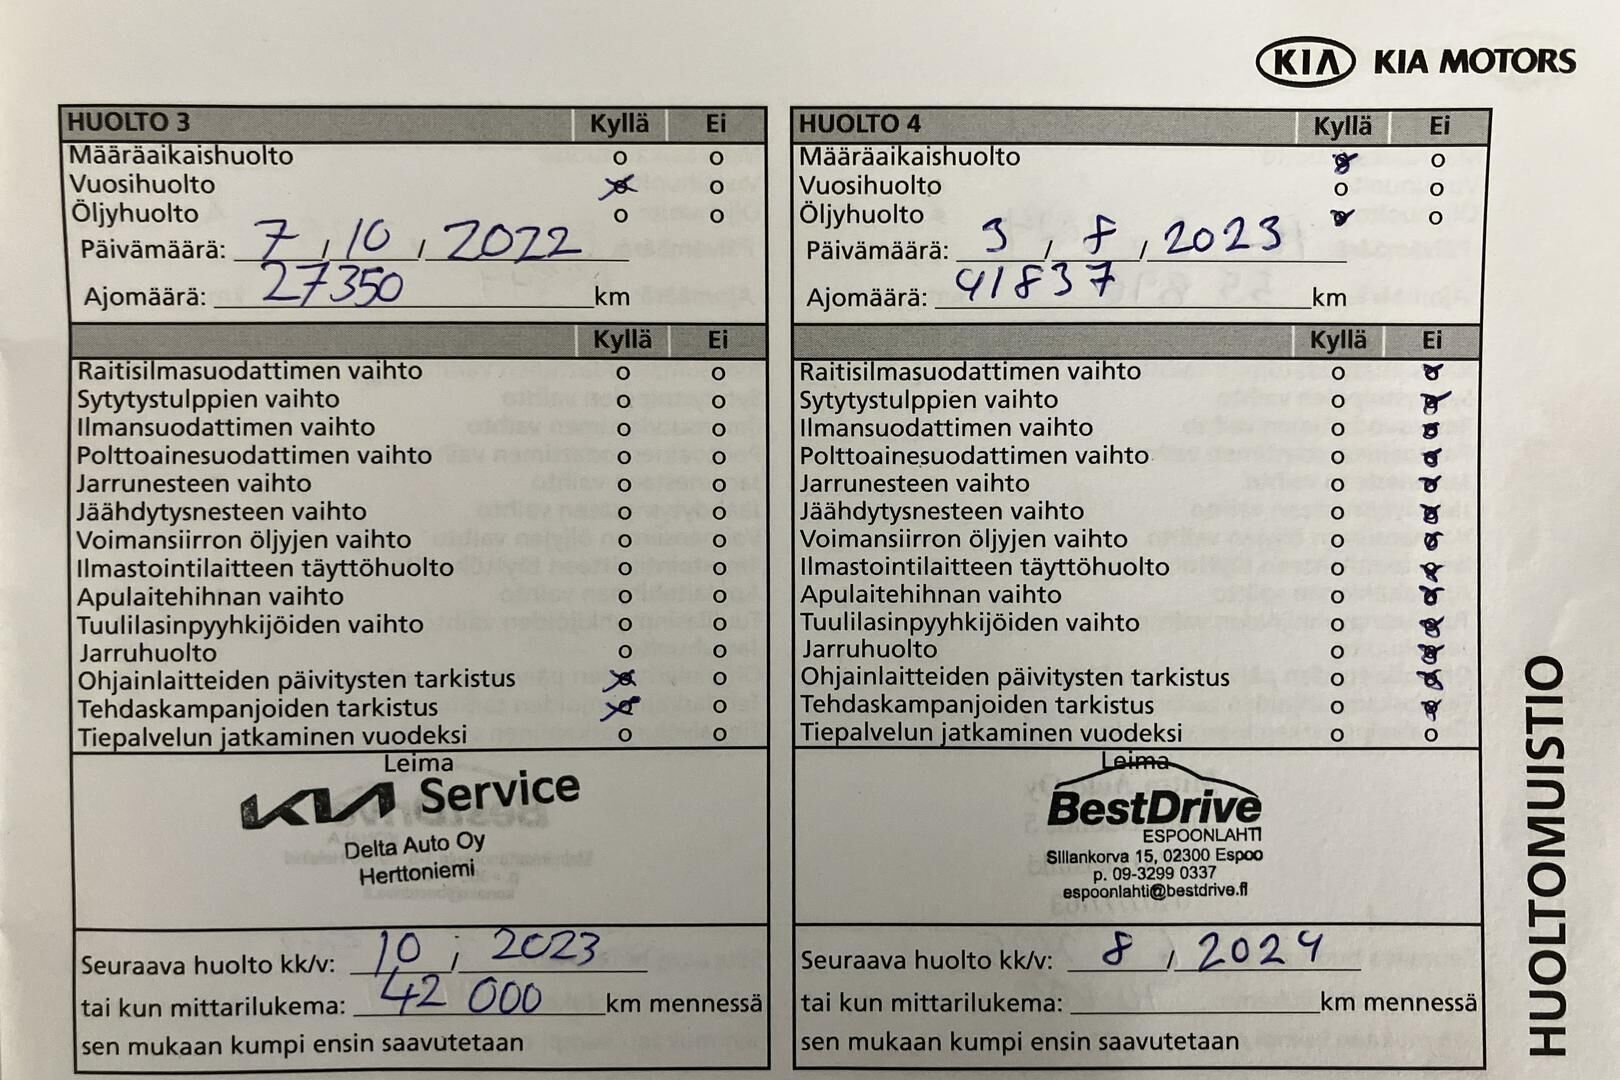 KIA KIA MOTORS
HUOLTO 3 Kyllä Ei
Määräaikaishuolto o o
Vuosihuolto o o
Öljyhuolto o o
Päivämäärä: 7 / 10 / 2022
Ajomäärä: 27350 km
Kyllä Ei
Raitisilmasuodattimen vaihto o o
Sytytystulppien vaihto o o
Ilmansuodattimen vaihto o o
Polttoainesuodattimen vaihto o o
Jarrunesteen vaihto o o
Jäähdytysnesteen vaihto o o
Voimansiirron öljyjen vaihto o o
Ilmastointilaitteen täyttöhuolto o o
Apulaitehihnan vaihto o o
Tuulilasinpyyhkijöiden vaihto o o
Jarruhuolto o o
Ohjainlaitteiden päivitysten tarkistus o o
Tehdaskampanjoiden tarkistus o o
Tiepalvelun jatkaminen vuodeksi o o
Leima
KIA Service
Delta Auto Oy
Herttoniemi
Seuraava huolto kk/v: 10 / 2023
tai kun mittarilukema: 42 000 km mennessä
sen mukaan kumpi ensin saavutetaan
HUOLTO 4 Kyllä Ei
Määräaikaishuolto o o
Vuosihuolto o o
Öljyhuolto o o
Päivämäärä: 3 / 8 / 2023
Ajomäärä: 41837 km
Kyllä Ei
Raitisilmasuodattimen vaihto o o
Sytytystulppien vaihto o o
Ilmansuodattimen vaihto o o
Polttoainesuodattimen vaihto o o
Jarrunesteen vaihto o o
Jäähdytysnesteen vaihto o o
Voimansiirron öljyjen vaihto o o
Ilmastointilaitteen täyttöhuolto o o
Apulaitehihnan vaihto o o
Tuulilasinpyyhkijöiden vaihto o o
Jarruhuolto o o
Ohjainlaitteiden päivitysten tarkistus o o
Tehdaskampanjoiden tarkistus o o
Tiepalvelun jatkaminen vuodeksi o o
Leima
BestDrive
ESPOONLAHTI
Sillankorva 15, 02300 Espoo
p. 09-3299 0337
espoonlahti@bestdrive.fi
Seuraava huolto kk/v: 8 / 2024
tai kun mittarilukema: km mennessä
sen mukaan kumpi ensin saavutetaan
HUOLTOMUISTIO